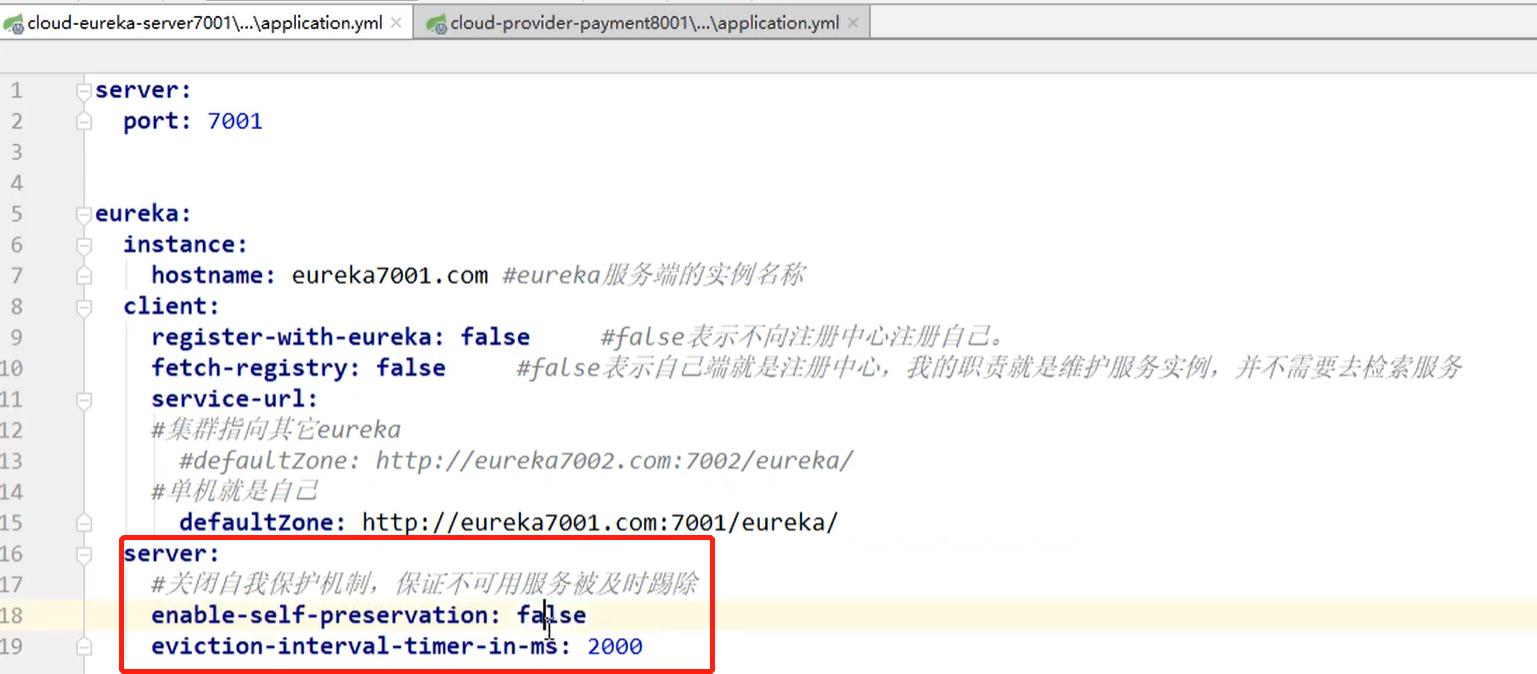 cloud-eureka-server7001\...\application.yml cloud-provider-payment8001\...\application.yml
1 server:
2 port: 7001
3
4
5 eureka:
6 instance:
7 hostname: eureka7001.com #eureka服务端的实例名称
8 client:
9 register-with-eureka: false #false表示不向注册中心注册自己。
10 fetch-registry: false #false表示自己端就是注册中心，我的职责就是维护服务实例，并不需要去检索服务
11 service-url:
12 #集群指向其它eureka
13 #defaultZone: http://eureka7002.com:7002/eureka/
14 #单机就是自己
15 defaultZone: http://eureka7001.com:7001/eureka/
16 server:
17 #关闭自我保护机制，保证不可用服务被及时踢除
18 enable-self-preservation: false
19 eviction-interval-timer-in-ms: 2000